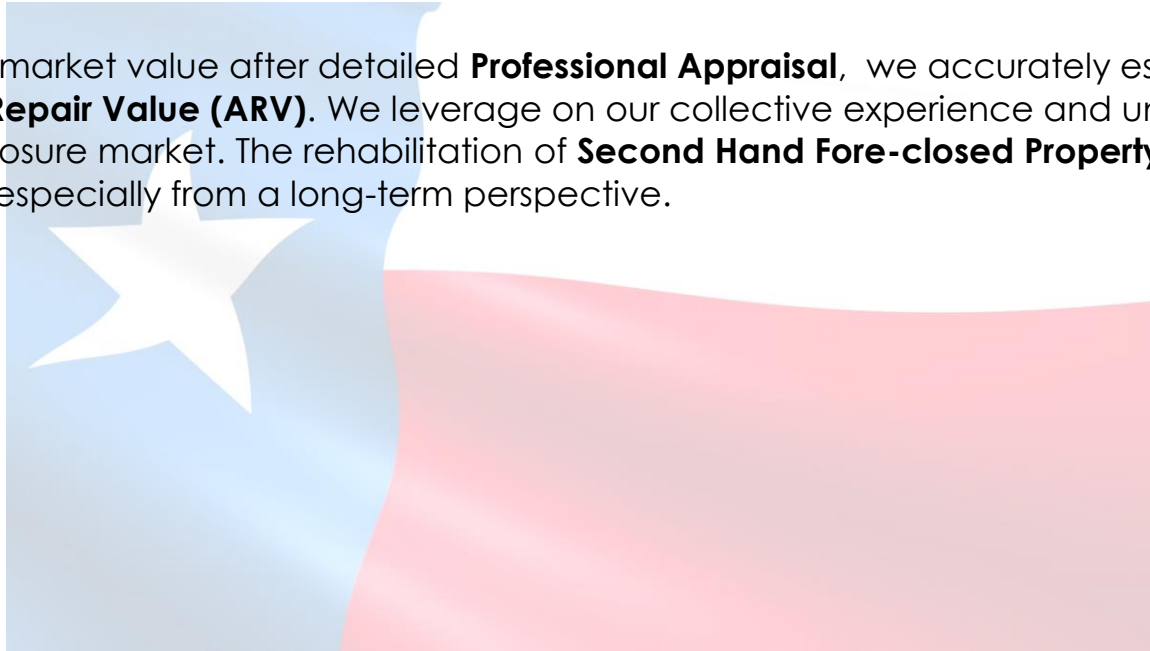 market value after detailed Professional Appraisal,  we accurately es
Repair Value (ARV). We leverage on our collective experience and un
osure market. The rehabilitation of Second Hand Fore-closed Property
especially from a long-term perspective.